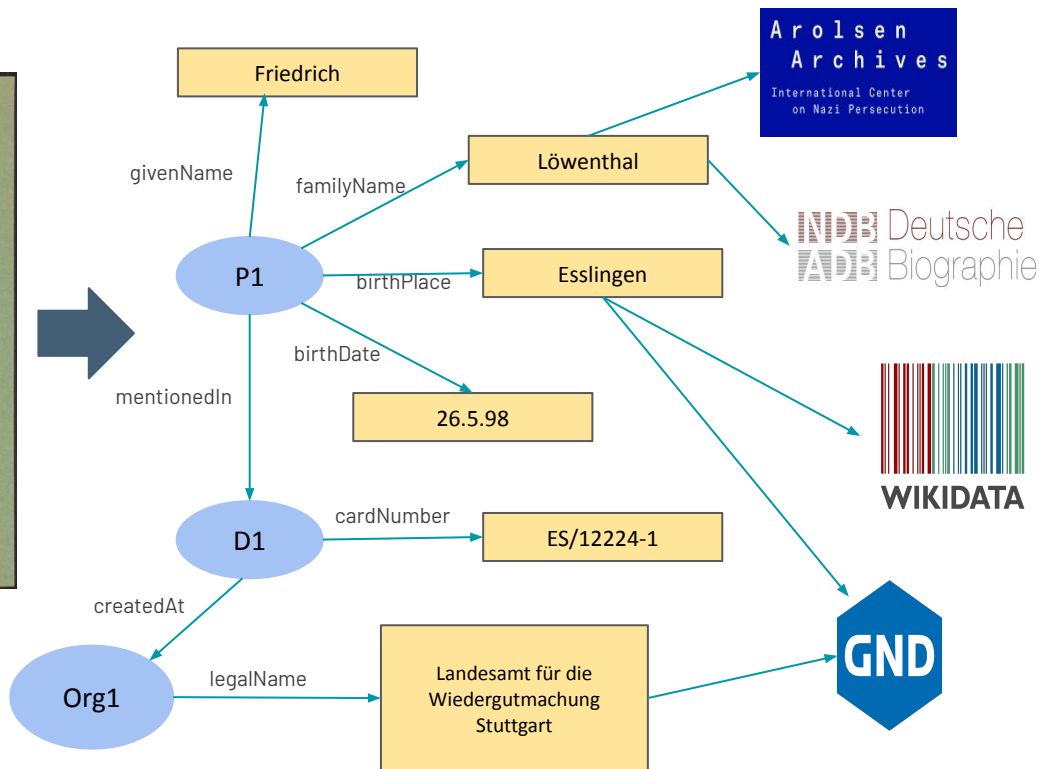 Arolsen
Archives
International Center
on Nazi Persecution
Friedrich
givenName
familyName
Löwenthal
NDB Deutsche
ADB Biographie
P1
birthPlace
Esslingen
birthDate
mentionedIn
26.5.98
WIKIDATA
D1
cardNumber
ES/12224-1
createdAt
GND
Org1
legalName
Landesamt für die
Wiedergutmachung
Stuttgart